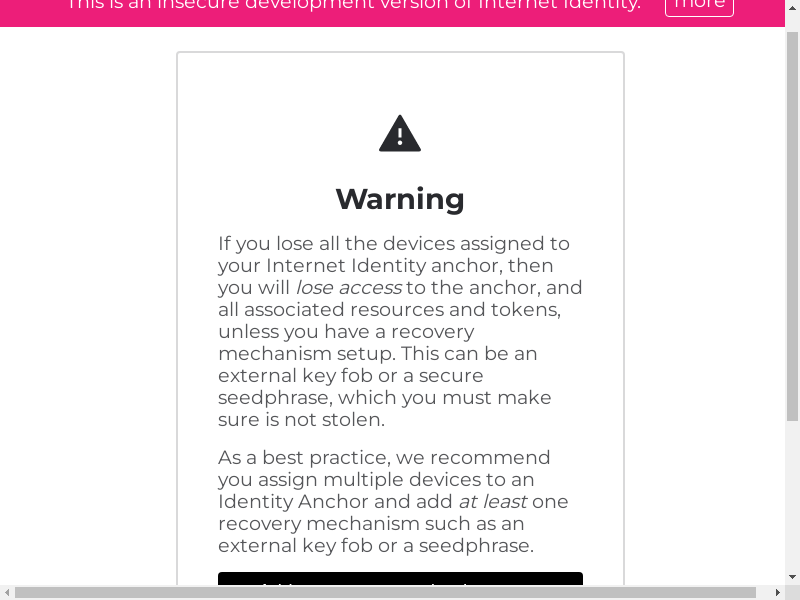 This is an insecure development version of Internet Identity. more
Warning
If you lose all the devices assigned to
your Internet Identity anchor, then
you will lose access to the anchor, and
all associated resources and tokens,
unless you have a recovery
mechanism setup. This can be an
external key fob or a secure
seedphrase, which you must make
sure is not stolen.
As a best practice, we recommend
you assign multiple devices to an
Identity Anchor and add at least one
recovery mechanism such as an
external key fob or a seedphrase.